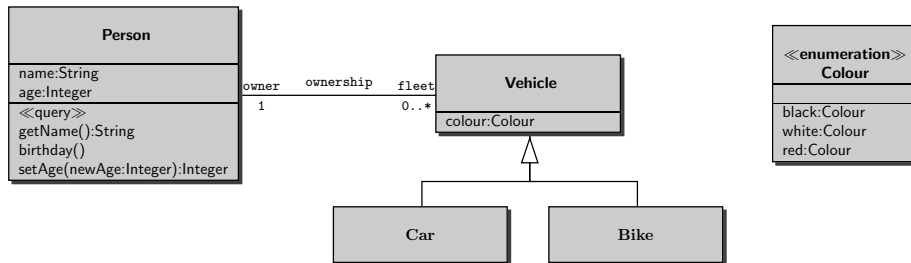 Person
name:String
age:Integer
≪query≫
getName():String
birthday()
setAge(newAge:Integer):Integer
owner
ownership
fleet
1
0..*
Vehicle
colour:Colour
≪enumeration≫
Colour
black:Colour
white:Colour
red:Colour
Car
Bike